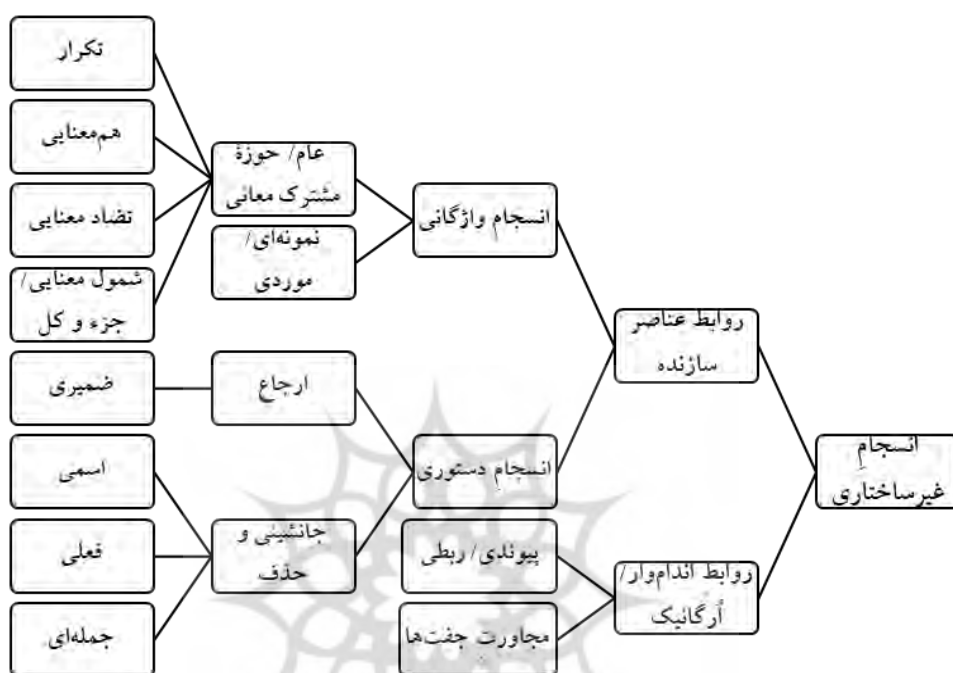 انسجامِ
غیرساختاری
روابط عناصر
سازنده
انسجام واژگانی
عام/ حوزۀ
مشترک معانی
تکرار
هم‌معنایی
تضاد معنایی
شمول معنایی/
جزء و کل
نمونه‌ای/
موردی
انسجامِ دستوری
ارجاع
ضمیری
جانشینی و
حذف
اسمی
فعلی
جمله‌ای
روابط اندام‌وار/
اُرگانیک
پیوندی/ ربطی
مجاورت جفت‌ها